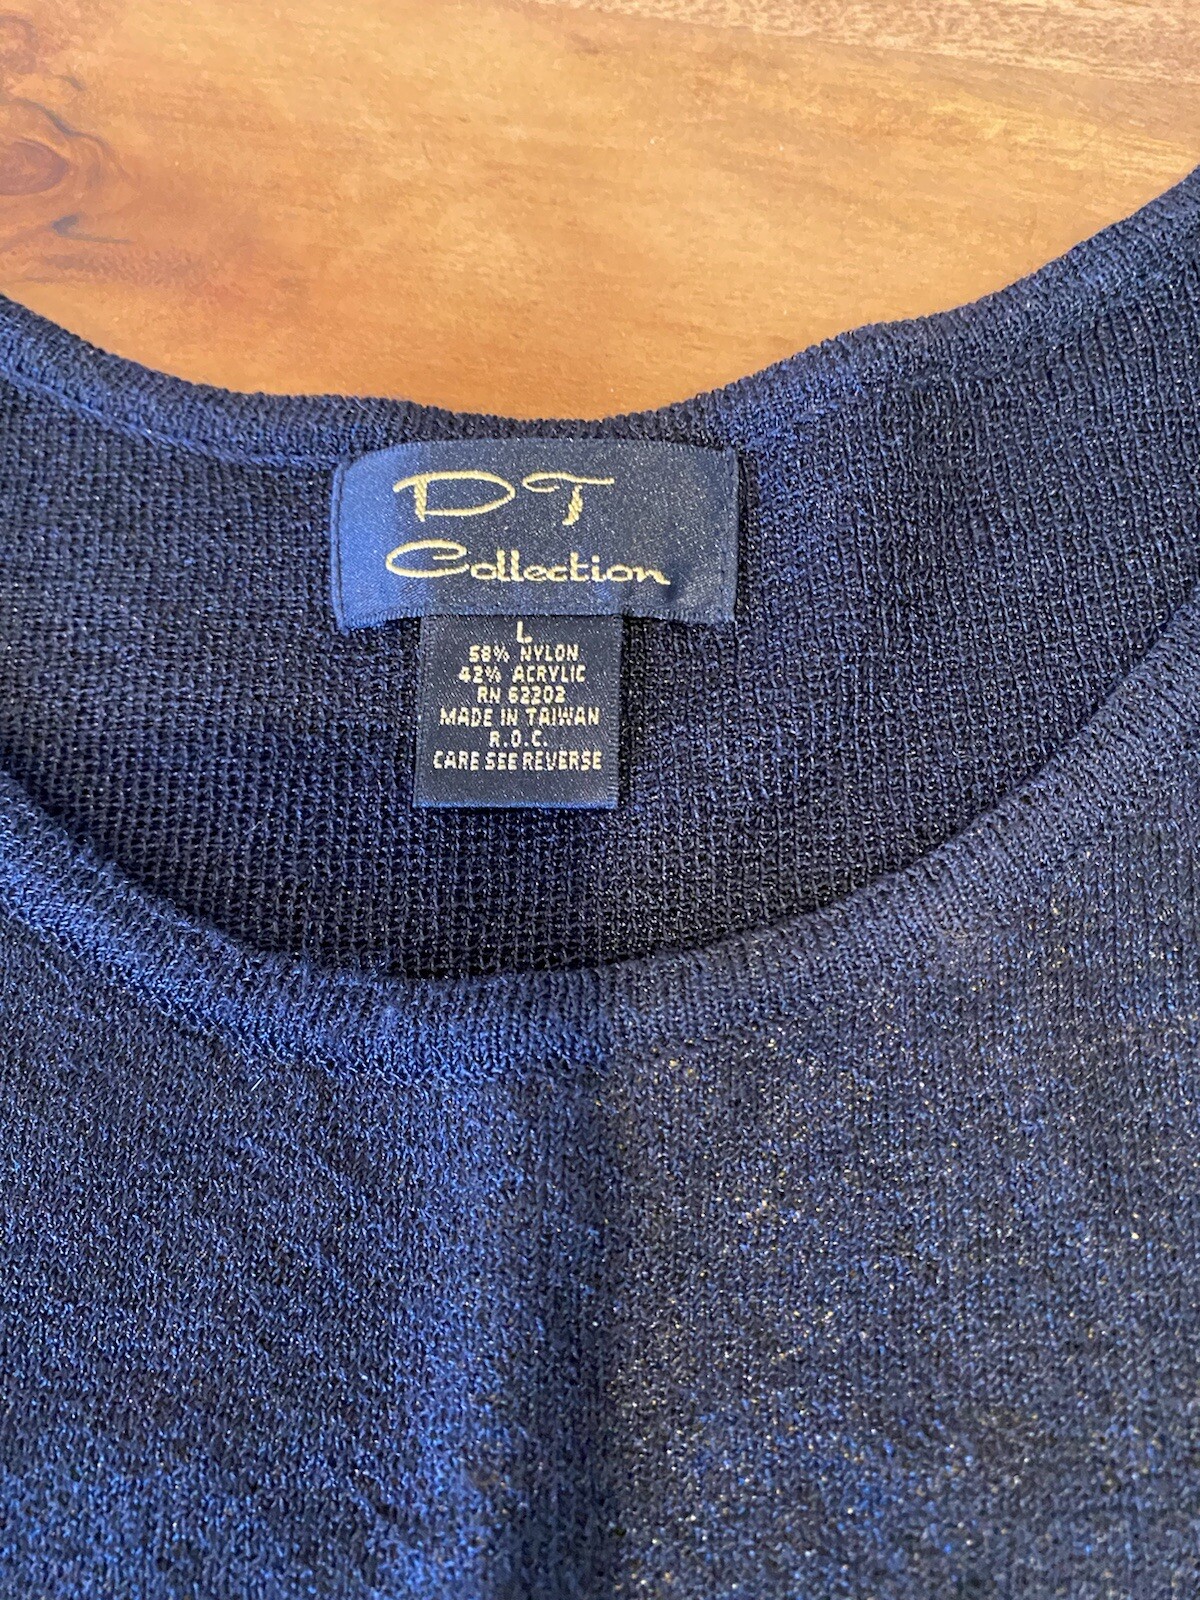 DT
Collection
L
58% NYLON
42% ACRYLIC
RN 62202
MADE IN TAIWAN
R.O.C.
CARE SEE REVERSE